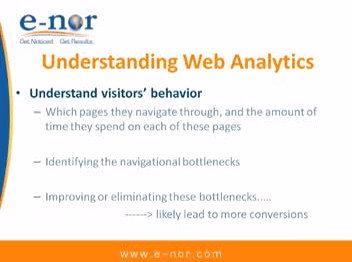 e-nor
Get Noticed. Get Results.
Understanding Web Analytics
• Understand visitors' behavior
– Which pages they navigate through, and the amount of
time they spend on each of these pages
– Identifying the navigational bottlenecks
– Improving or eliminating these bottlenecks.....
------> likely lead to more conversions
www.e-nor.com